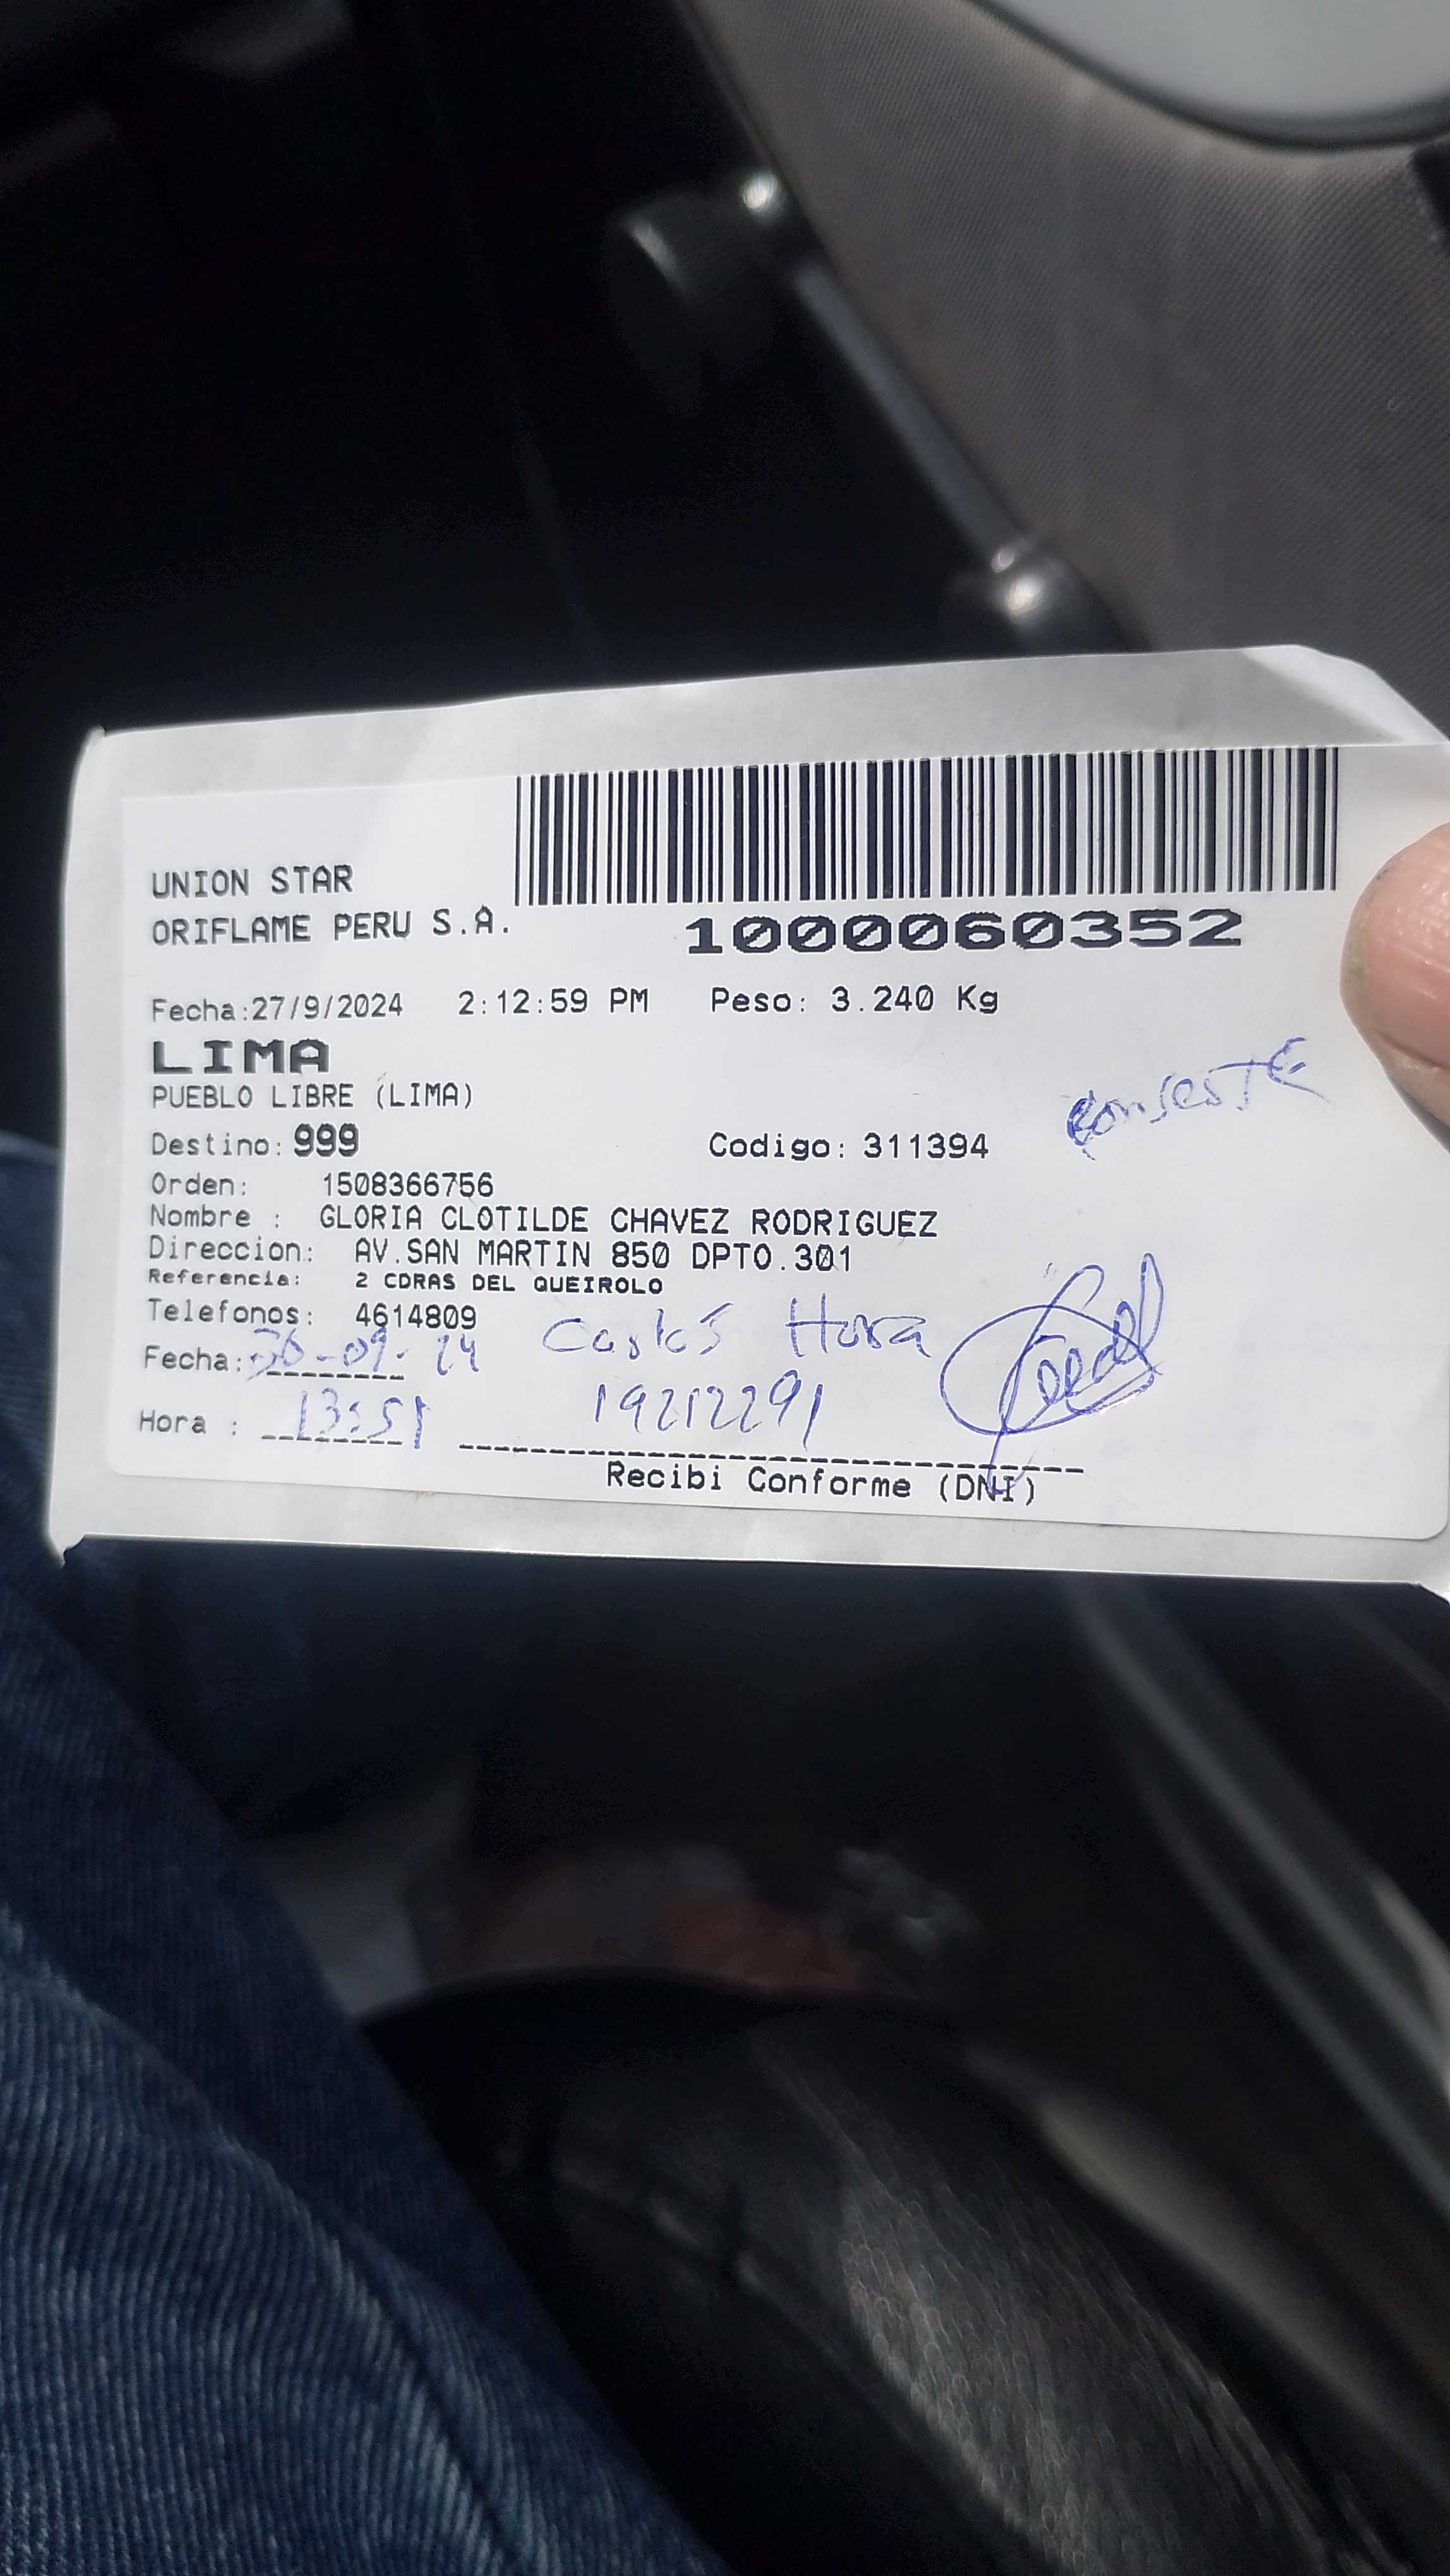 UNION STAR
ORIFLAME PERU S.A.
1000060352
Fecha:27/9/2024 2:12:59 PM Peso: 3.240 Kg
LIMA
PUEBLO LIBRE (LIMA)
Destino: 999 Codigo: 311394
Orden: 1508366756
Nombre : GLORIA CLOTILDE CHAVEZ RODRIGUEZ
Direccion: AV.SAN MARTIN 850 DPTO.301
Referencia: 2 CDRAS DEL QUEIROLO
Telefonos: 4614809
Fecha: 30-09-24
Hora : 13:51 19212291
Recibi Conforme (DNI)